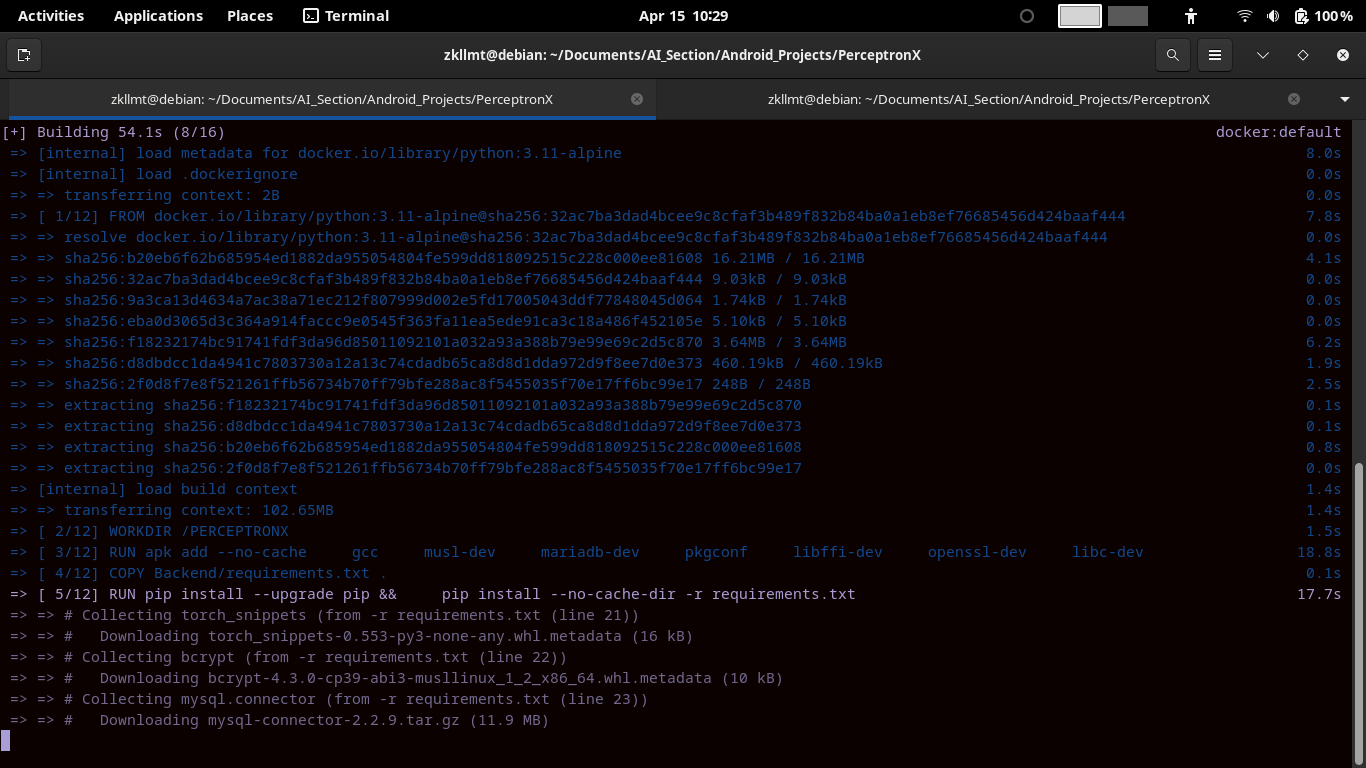 Activities Applications Places Terminal Apr 15 10:29 100%
zkllmt@debian: ~/Documents/AI_Section/Android_Projects/PerceptronX
zkllmt@debian: ~/Documents/AI_Section/Android_Projects/PerceptronX zkllmt@debian: ~/Documents/AI_Section/Android_Projects/PerceptronX
[+] Building 54.1s (8/16) docker:default
=> [internal] load metadata for docker.io/library/python:3.11-alpine 8.0s
=> [internal] load .dockerignore 0.0s
=> => transferring context: 2B 0.0s
=> [ 1/12] FROM docker.io/library/python:3.11-alpine@sha256:32ac7ba3dad4bcee9c8cfaf3b489f832b84ba0a1eb8ef76685456d424baaf444 7.8s
=> => resolve docker.io/library/python:3.11-alpine@sha256:32ac7ba3dad4bcee9c8cfaf3b489f832b84ba0a1eb8ef76685456d424baaf444 0.0s
=> => sha256:b20eb6f62b685954ed1882da955054804fe599dd818092515c228c000ee81608 16.21MB / 16.21MB 4.1s
=> => sha256:32ac7ba3dad4bcee9c8cfaf3b489f832b84ba0a1eb8ef76685456d424baaf444 9.03kB / 9.03kB 0.0s
=> => sha256:9a3ca13d4634a7ac38a71ec212f807999d002e5fd17005043ddf77848045d064 1.74kB / 1.74kB 0.0s
=> => sha256:eba0d3065d3c364a914faccc9e0545f363fa11ea5ede91ca3c18a486f452105e 5.10kB / 5.10kB 0.0s
=> => sha256:f18232174bc91741fdf3da96d85011092101a032a93a388b79e99e69c2d5c870 3.64MB / 3.64MB 6.2s
=> => sha256:d8dbdcc1da4941c7803730a12a13c74cdadb65ca8d8d1dda972d9f8ee7d0e373 460.19kB / 460.19kB 1.9s
=> => sha256:2f0d8f7e8f521261ffb56734b70ff79bfe288ac8f5455035f70e17ff6bc99e17 248B / 248B 2.5s
=> => extracting sha256:f18232174bc91741fdf3da96d85011092101a032a93a388b79e99e69c2d5c870 0.1s
=> => extracting sha256:d8dbdcc1da4941c7803730a12a13c74cdadb65ca8d8d1dda972d9f8ee7d0e373 0.1s
=> => extracting sha256:b20eb6f62b685954ed1882da955054804fe599dd818092515c228c000ee81608 0.8s
=> => extracting sha256:2f0d8f7e8f521261ffb56734b70ff79bfe288ac8f5455035f70e17ff6bc99e17 0.0s
=> [internal] load build context 1.4s
=> => transferring context: 102.65MB 1.4s
=> [ 2/12] WORKDIR /PERCEPTRONX 1.5s
=> [ 3/12] RUN apk add --no-cache gcc musl-dev mariadb-dev pkgconf libffi-dev openssl-dev libc-dev 18.8s
=> [ 4/12] COPY Backend/requirements.txt . 0.1s
=> [ 5/12] RUN pip install --upgrade pip && pip install --no-cache-dir -r requirements.txt 17.7s
=> => # Collecting torch_snippets (from -r requirements.txt (line 21))
=> => # Downloading torch_snippets-0.553-py3-none-any.whl.metadata (16 kB)
=> => # Collecting bcrypt (from -r requirements.txt (line 22))
=> => # Downloading bcrypt-4.3.0-cp39-abi3-musllinux_1_2_x86_64.whl.metadata (10 kB)
=> => # Collecting mysql.connector (from -r requirements.txt (line 23))
=> => # Downloading mysql-connector-2.2.9.tar.gz (11.9 MB)